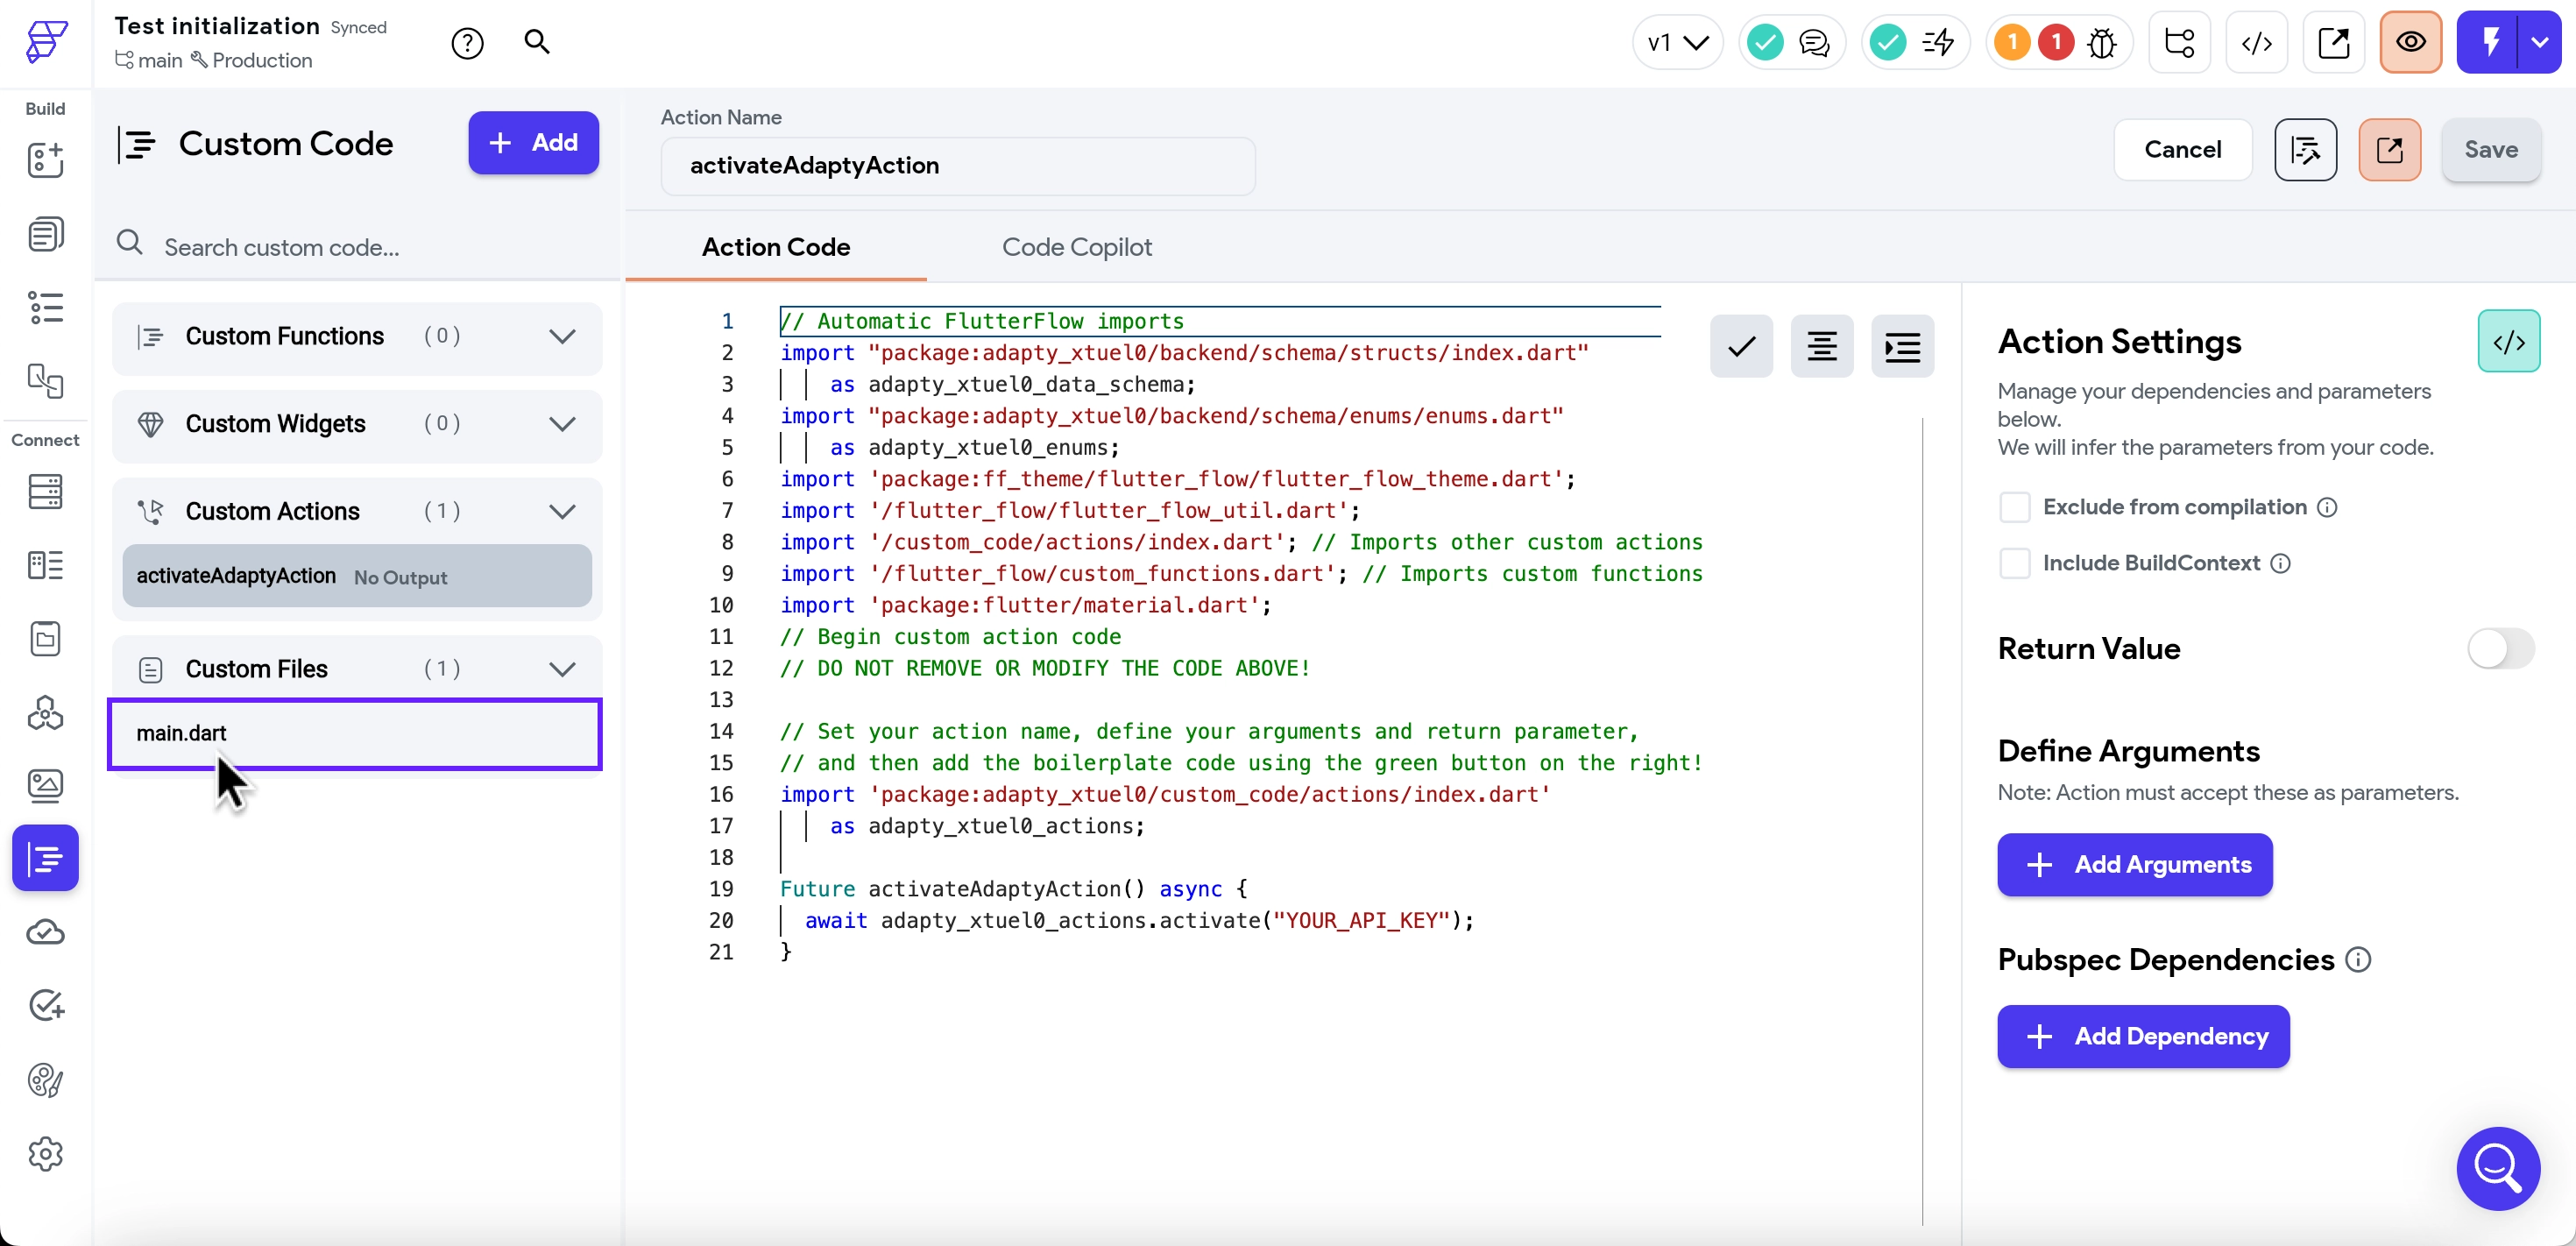 Test initialization Synced
main Production
v1
1 1
Build
Connect
Custom Code
Add
Search custom code...
Custom Functions (0)
Custom Widgets (0)
Custom Actions (1)
activateAdaptyAction No Output
Custom Files (1)
main.dart
Action Name
activateAdaptyAction
Cancel
Save
Action Code
Code Copilot
1 // Automatic FlutterFlow imports
2 import "package:adapty_xtuel0/backend/schema/structs/index.dart"
3 as adapty_xtuel0_data_schema;
4 import "package:adapty_xtuel0/backend/schema/enums/enums.dart"
5 as adapty_xtuel0_enums;
6 import 'package:ff_theme/flutter_flow/flutter_flow_theme.dart';
7 import '/flutter_flow/flutter_flow_util.dart';
8 import '/custom_code/actions/index.dart'; // Imports other custom actions
9 import '/flutter_flow/custom_functions.dart'; // Imports custom functions
10 import 'package:flutter/material.dart';
11 // Begin custom action code
12 // DO NOT REMOVE OR MODIFY THE CODE ABOVE!
13
14 // Set your action name, define your arguments and return parameter,
15 // and then add the boilerplate code using the green button on the right!
16 import 'package:adapty_xtuel0/custom_code/actions/index.dart'
17 as adapty_xtuel0_actions;
18
19 Future activateAdaptyAction() async {
20 await adapty_xtuel0_actions.activate("YOUR_API_KEY");
21 }
Action Settings
Manage your dependencies and parameters
below.
We will infer the parameters from your code.
Exclude from compilation
Include BuildContext
Return Value
Define Arguments
Note: Action must accept these as parameters.
Add Arguments
Pubspec Dependencies
Add Dependency